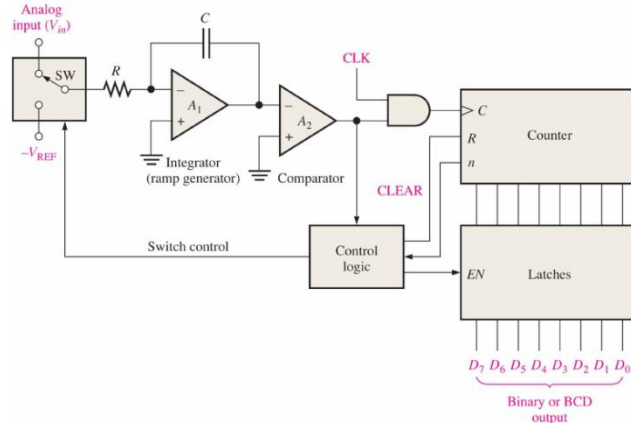 Analog
input (Vin)
SW
−VREF
R
C
−
+
A1
Integrator
(ramp generator)
−
+
A2
Comparator
CLK
CLEAR
C
R
n
Counter
Switch control
Control
logic
EN
Latches
D7 D6 D5 D4 D3 D2 D1 D0
Binary or BCD
output